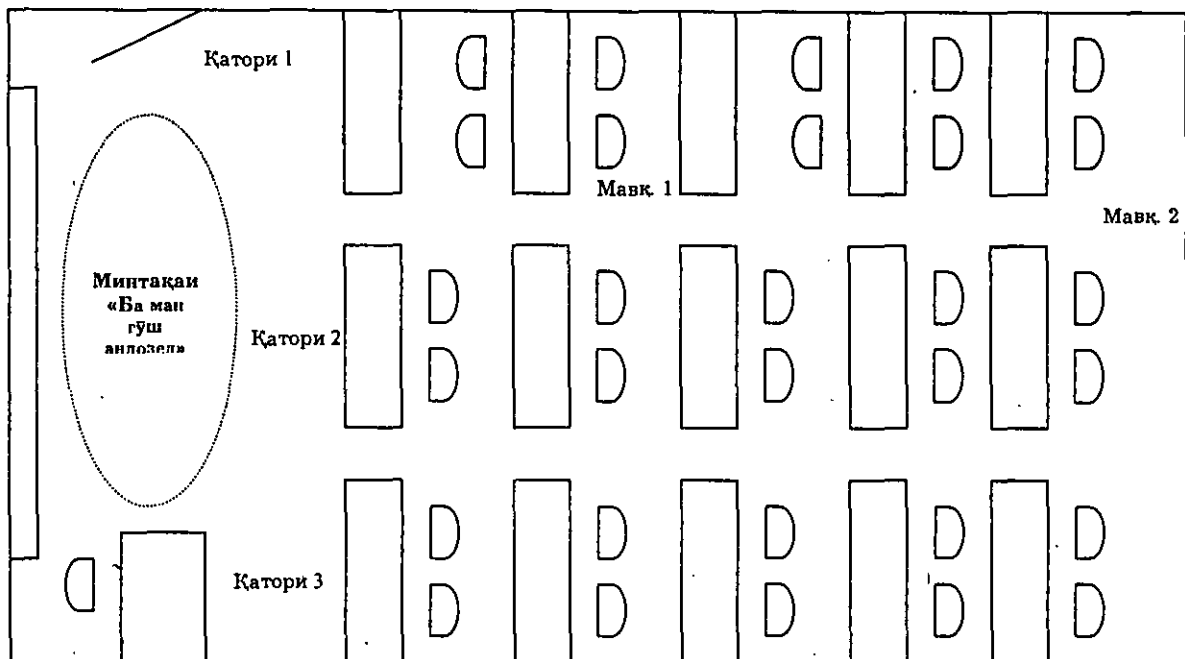 Қатори 1
Мавқ. 1
Мавқ. 2
Минтақаи
«Ба ман
гӯш
андозед»
Қатори 2
Қатори 3